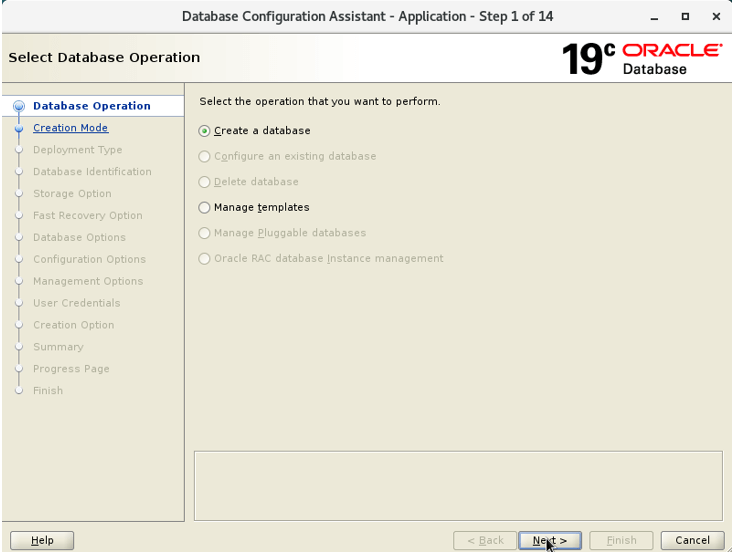 Database Configuration Assistant - Application - Step 1 of 14
Select Database Operation
19c ORACLE
Database
Database Operation
Creation Mode
Deployment Type
Database Identification
Storage Option
Fast Recovery Option
Database Options
Configuration Options
Management Options
User Credentials
Creation Option
Summary
Progress Page
Finish
Select the operation that you want to perform.
Create a database
Configure an existing database
Delete database
Manage templates
Manage Pluggable databases
Oracle RAC database Instance management
Help
< Back
Next >
Finish
Cancel